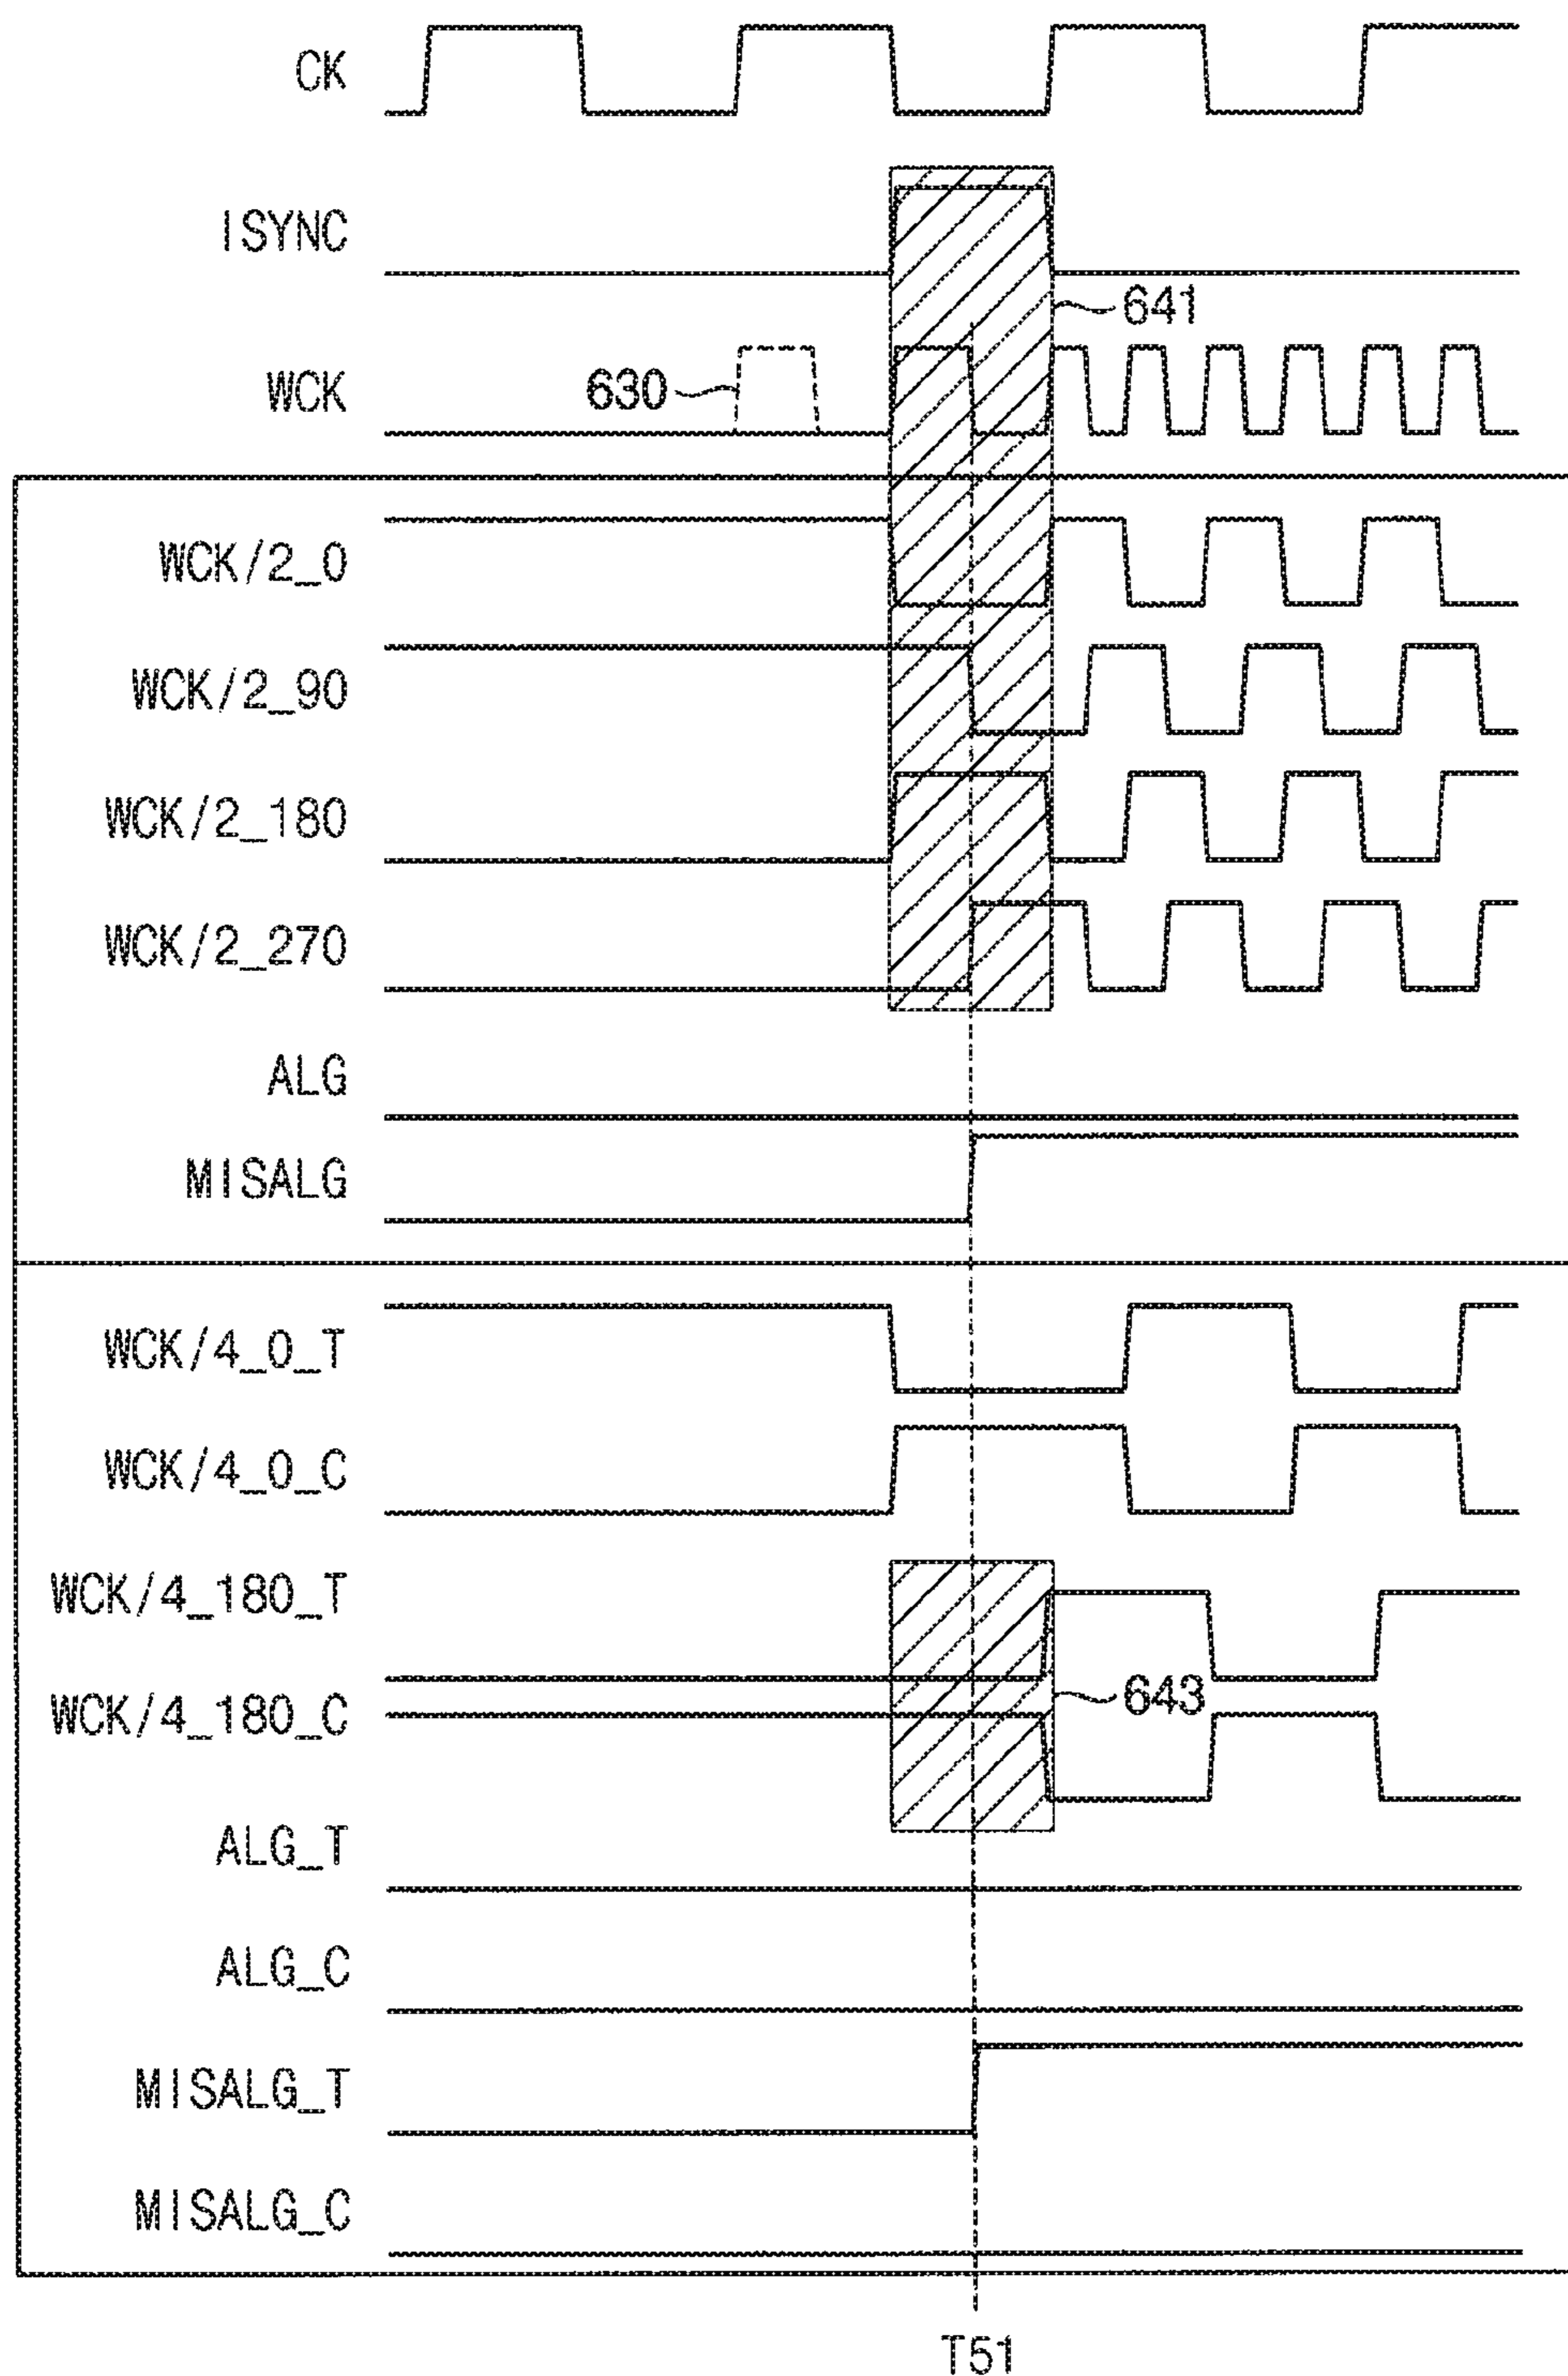 CK
ISYNC
641
630
WCK
WCK/2_0
WCK/2_90
WCK/2_180
WCK/2_270
ALG
MISALG
WCK/4_0_T
WCK/4_0_C
WCK/4_180_T
643
WCK/4_180_C
ALG_T
ALG_C
MISALG_T
MISALG_C
T51